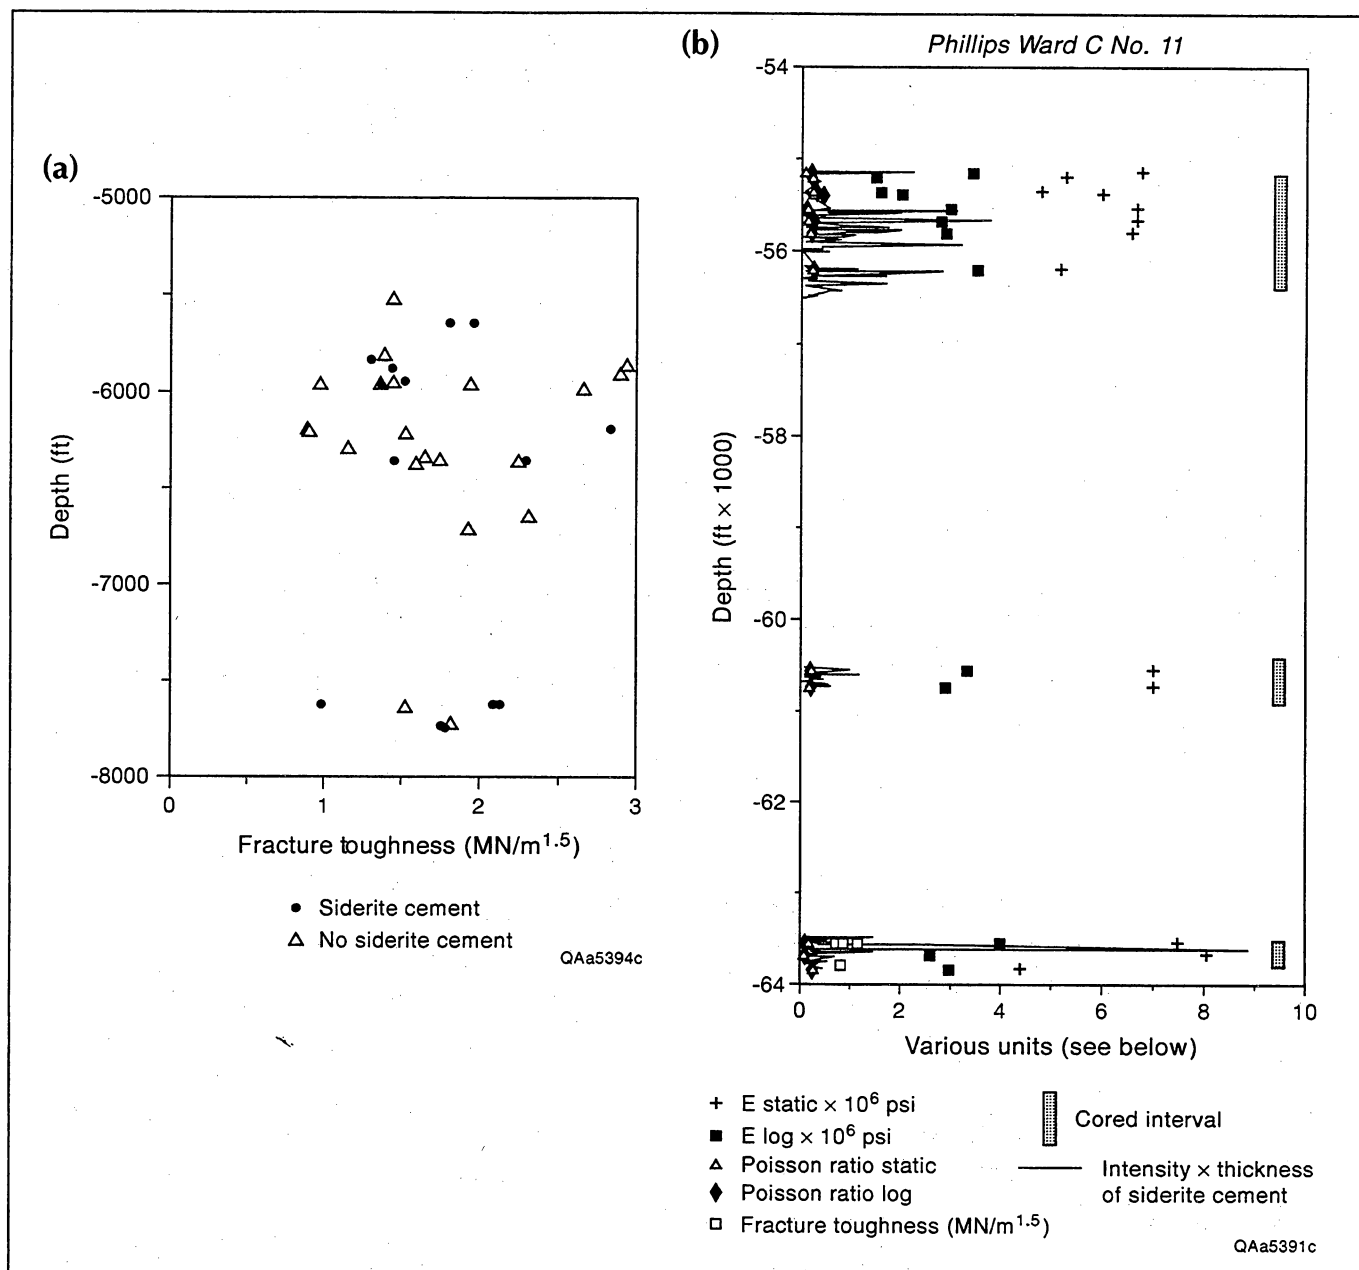 (a)
-5000
-6000
-7000
-8000
Depth (ft)
0 1 2 3
Fracture toughness (MN/m1.5)
Siderite cement
No siderite cement
QAa5394c
(b)
Phillips Ward C No. 11
-54
-56
-58
-60
-62
-64
Depth (ft × 1000)
0 2 4 6 8 10
Various units (see below)
E static × 10⁶ psi
E log × 10⁶ psi
Poisson ratio static
Poisson ratio log
Fracture toughness (MN/m1.5)
Cored interval
Intensity × thickness
of siderite cement
QAa5391c